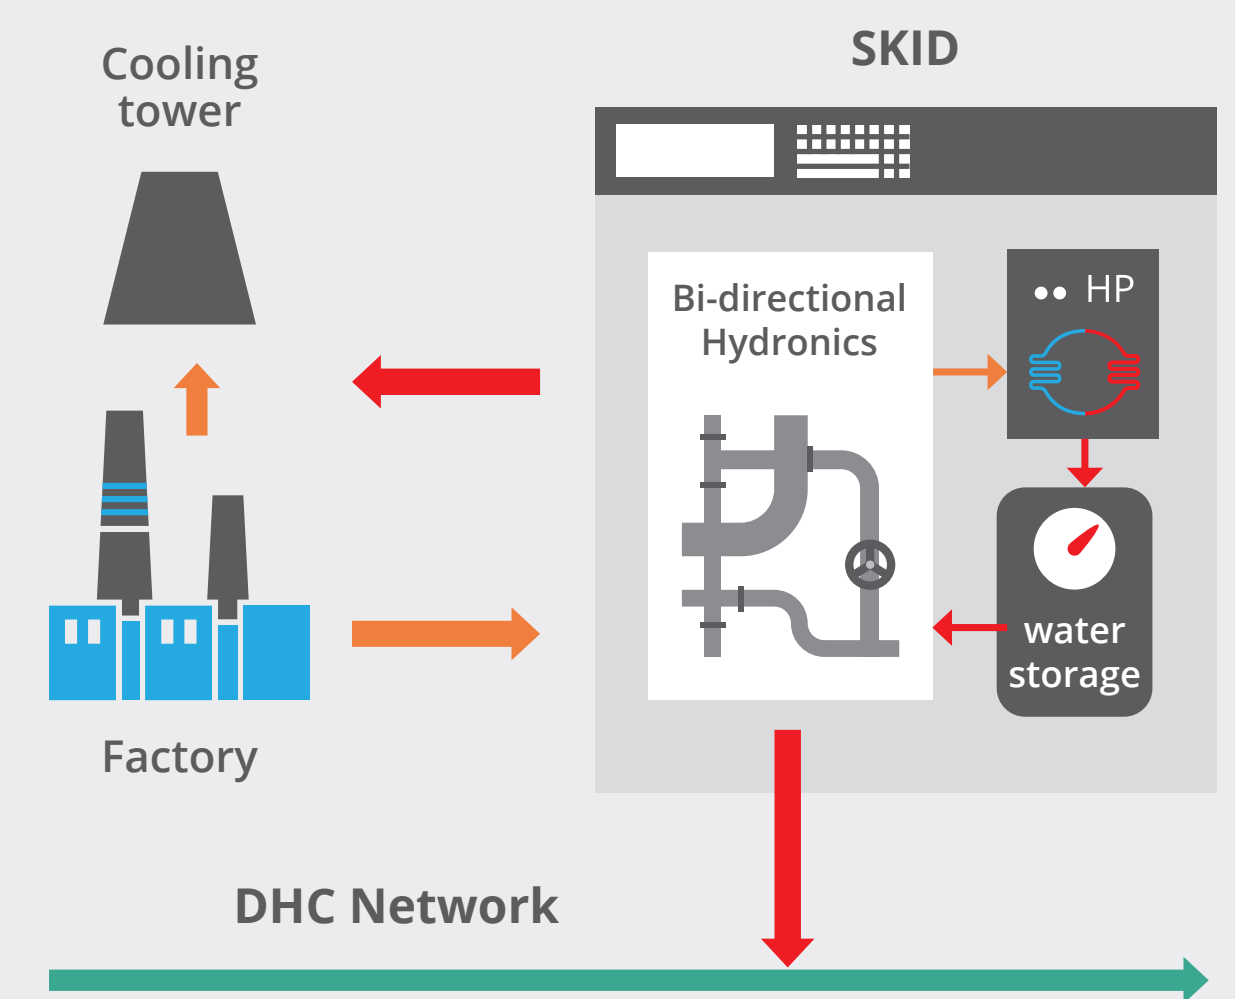 Cooling
tower
SKID
Bi-directional
Hydronics
HP
water
storage
Factory
DHC Network